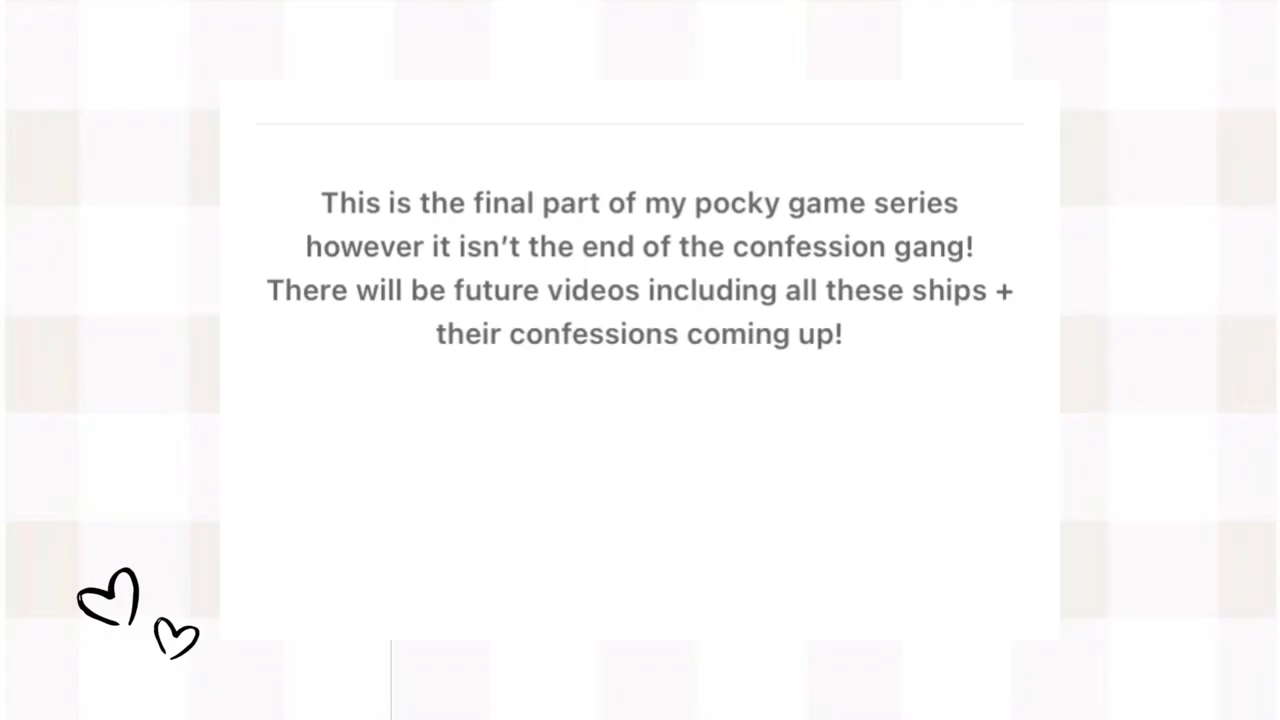 This is the final part of my pocky game series
however it isn’t the end of the confession gang!
There will be future videos including all these ships +
their confessions coming up!